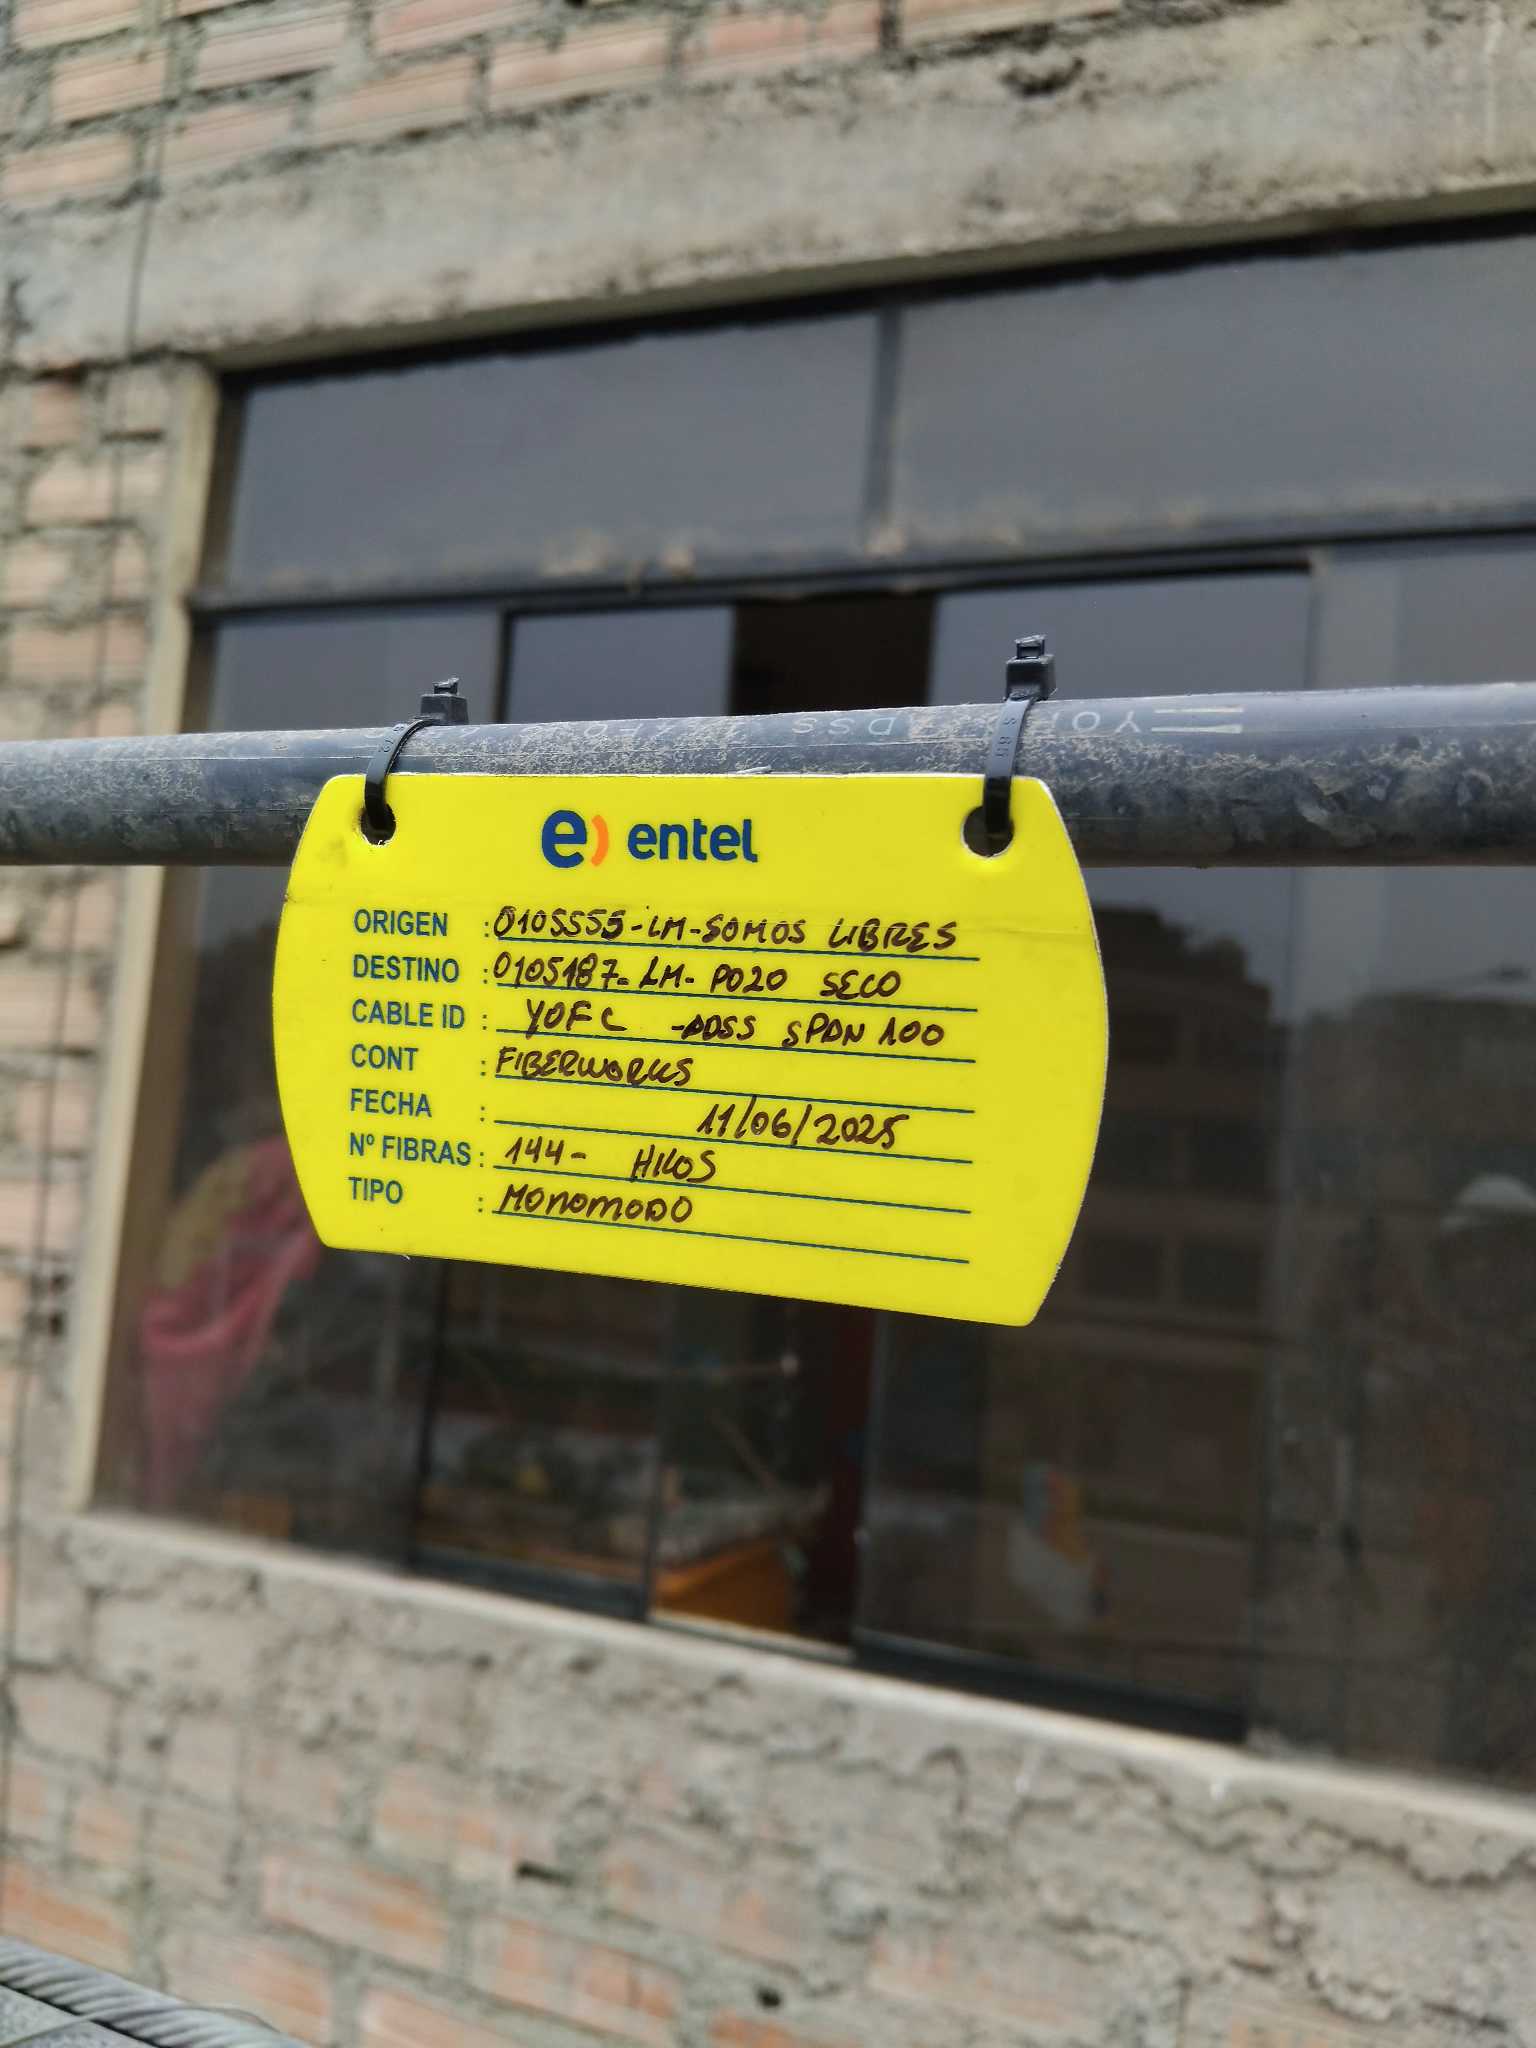 e) entel
ORIGEN : 0105555-LM-SOMOS LIBRES
DESTINO : 0105187-LM-POZO SECO
CABLE ID : YOFC -ADSS SPAN 100
CONT : FIBERWORKS
FECHA : 11/06/2025
Nº FIBRAS : 144- HILOS
TIPO : MONOMODO